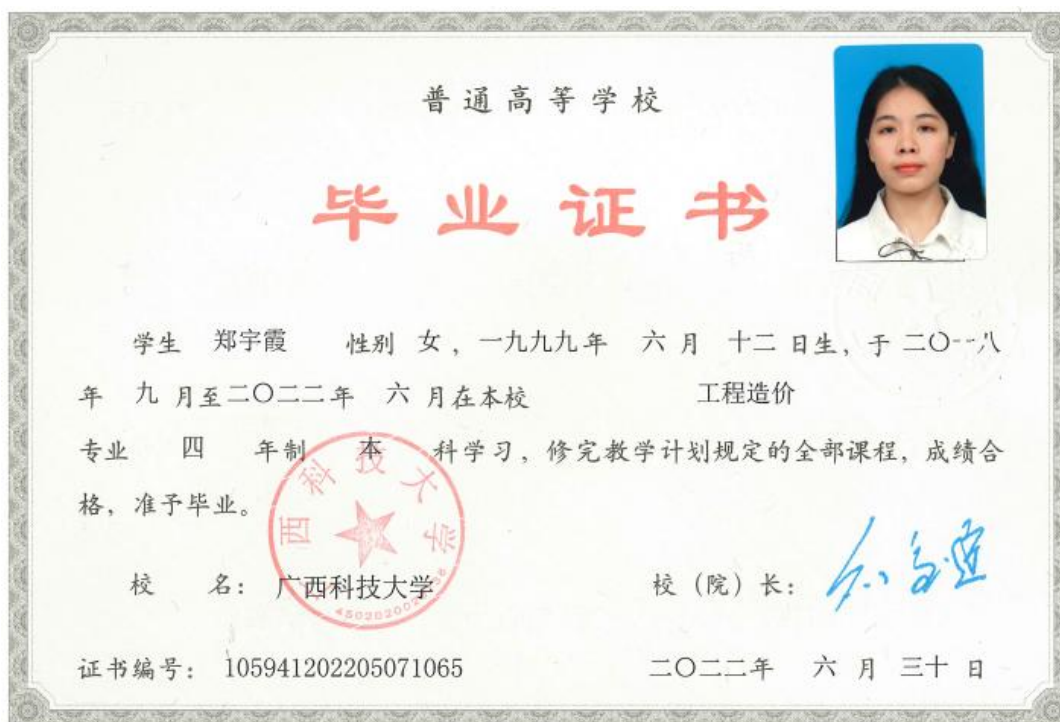 普通高等学校
毕业证书
学生 郑宇霞 性别 女，一九九九年 六 月 十二 日生，于 二〇一八
年 九 月至二〇二二年 六 月在本校 工程造价
专业 四 年制 本 科学习，修完教学计划规定的全部课程，成绩合
格，准予毕业。
西科技大学
校 名：广西科技大学
校（院）长：
证书编号：105941202205071065
二〇二二年 六 月 三十 日